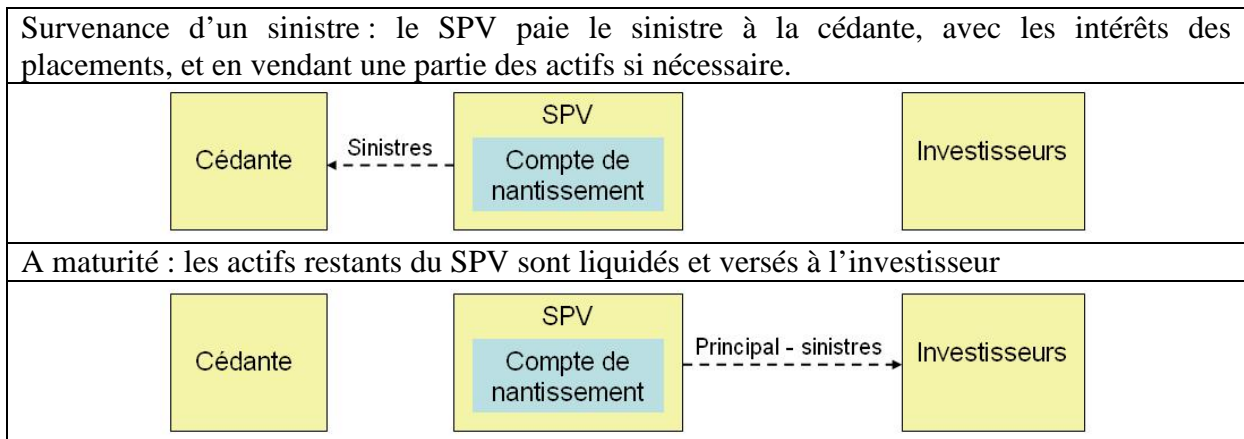 Survenance d’un sinistre : le SPV paie le sinistre à la cédante, avec les intérêts des
placements, et en vendant une partie des actifs si nécessaire.
Cédante
Sinistres
SPV
Compte de
nantissement
Investisseurs
A maturité : les actifs restants du SPV sont liquidés et versés à l’investisseur
Cédante
SPV
Compte de
nantissement
Principal - sinistres
Investisseurs